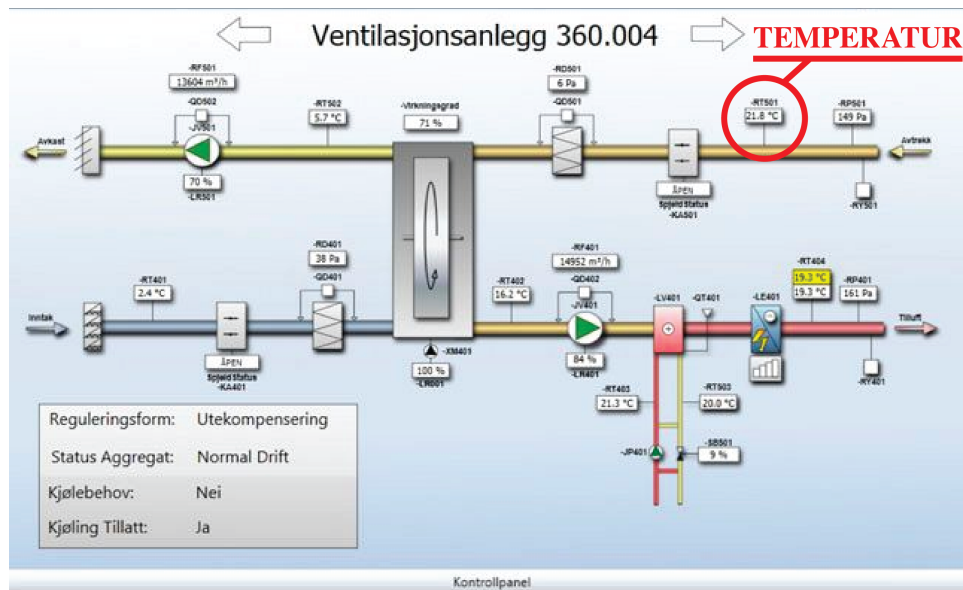 Ventilasjonsanlegg 360.004
TEMPERATUR
-RF501
13604 m³/h
-QD502
-JV501
70 %
-LR501
Avkast
-RT502
5.7 °C
-Virkningsgrad
71 %
-RD501
6 Pa
-QD501
ÅPEN
Spjeld Status
-KA501
-RT501
21.8 °C
-RP501
149 Pa
Avtrekk
-RY501
Inntak
-RT401
2.4 °C
ÅPEN
Spjeld Status
-KA401
-RD401
38 Pa
-QD401
-XM401
100 %
-LR001
-RT402
16.2 °C
-RF401
14952 m³/h
-QD402
-JV401
84 %
-LR401
-LV401
-QT401
-LE401
-RT404
19.3 °C
19.3 °C
-RP401
161 Pa
Tilluft
-RY401
-RT403
21.3 °C
-RT503
20.0 °C
-JP401
-SB501
9 %
Reguleringsform: Utekompensering
Status Aggregat: Normal Drift
Kjølebehov: Nei
Kjøling Tillatt: Ja
Kontrollpanel